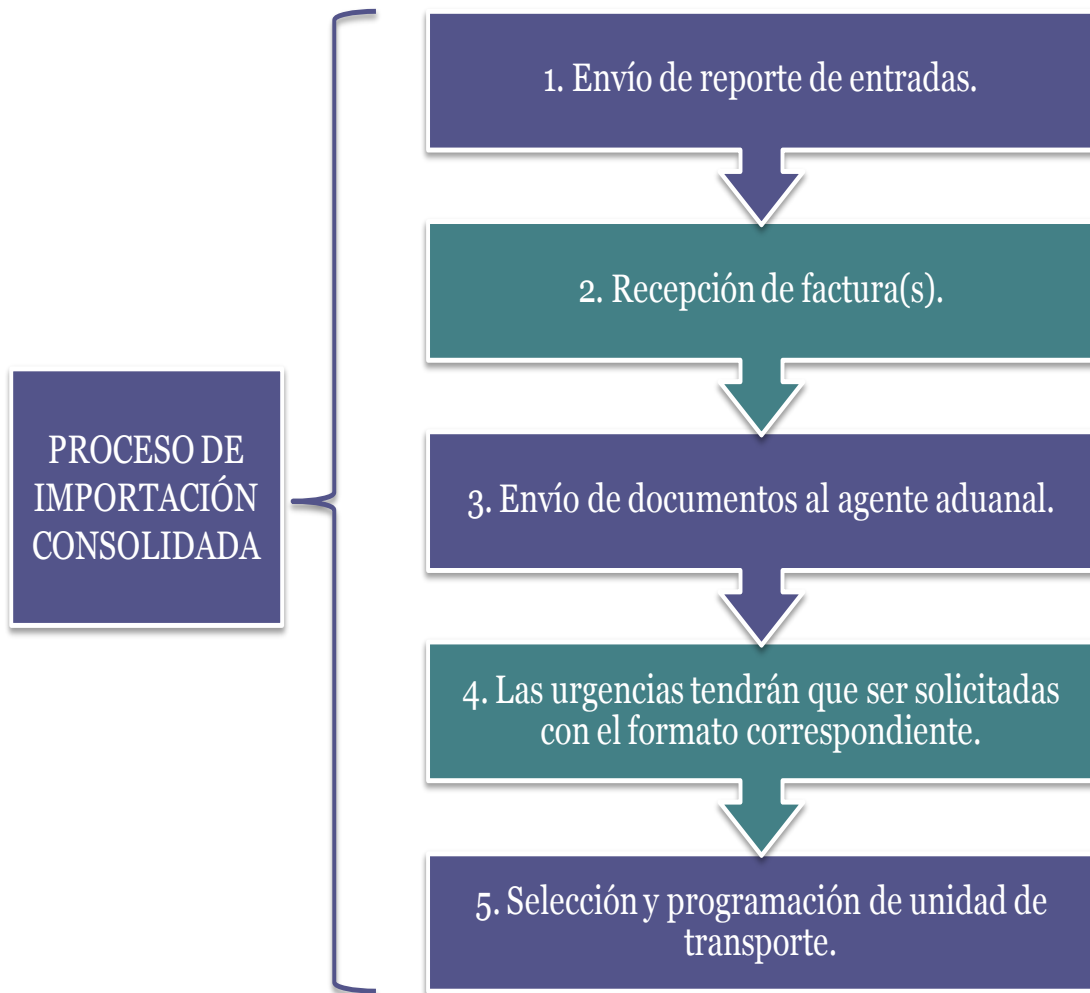 1. Envío de reporte de entradas.
2. Recepción de factura(s).
PROCESO DE
IMPORTACIÓN
CONSOLIDADA
3. Envío de documentos al agente aduanal.
4. Las urgencias tendrán que ser solicitadas
con el formato correspondiente.
5. Selección y programación de unidad de
transporte.